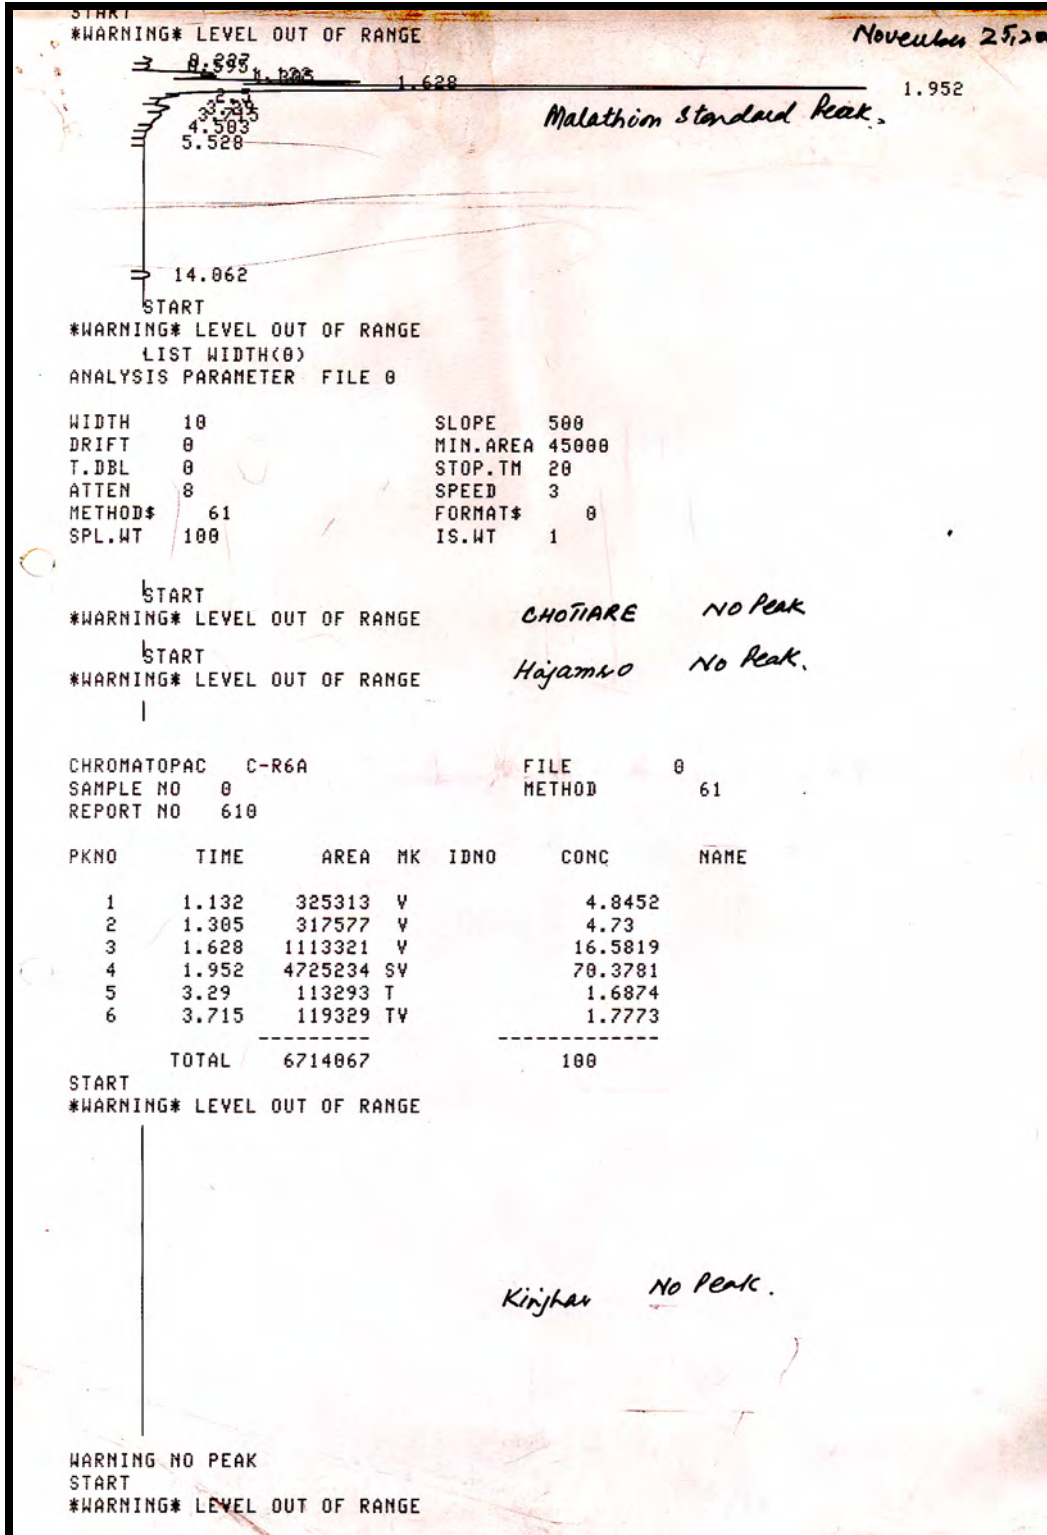 START
*WARNING* LEVEL OUT OF RANGE
November 25, 20
1.628
1.952
Malathion Standard Peak.
3.715
4.503
5.528
14.062
START
*WARNING* LEVEL OUT OF RANGE
LIST WIDTH(0)
ANALYSIS PARAMETER FILE 0
WIDTH 10 SLOPE 500
DRIFT 0 MIN.AREA 45000
T.DBL 0 STOP.TM 20
ATTEN 8 SPEED 3
METHOD$ 61 FORMAT$ 0
SPL.WT 100 IS.WT 1
START
*WARNING* LEVEL OUT OF RANGE CHOTIARE NO Peak
START
*WARNING* LEVEL OUT OF RANGE Hajamro No Peak.
CHROMATOPAC C-R6A FILE 0
SAMPLE NO 0 METHOD 61
REPORT NO 610
PKNO TIME AREA MK IDNO CONC NAME
1 1.132 325313 V 4.8452
2 1.305 317577 V 4.73
3 1.628 1113321 V 16.5819
4 1.952 4725234 SV 70.3781
5 3.29 113293 T 1.6874
6 3.715 119329 TV 1.7773
--------- -------------
TOTAL 6714067 100
START
*WARNING* LEVEL OUT OF RANGE
Kinjhar No Peak.
WARNING NO PEAK
START
*WARNING* LEVEL OUT OF RANGE